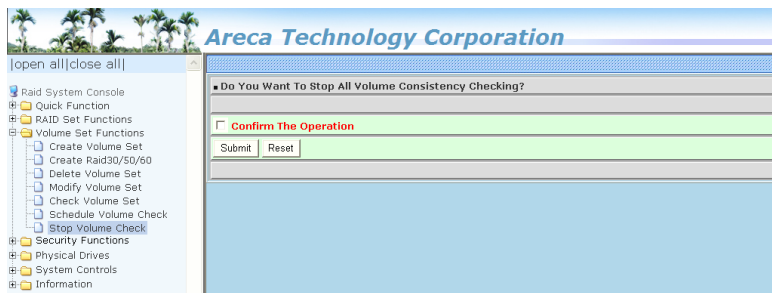 Areca Technology Corporation
|open all|close all|
Raid System Console
Quick Function
RAID Set Functions
Volume Set Functions
Create Volume Set
Create Raid30/50/60
Delete Volume Set
Modify Volume Set
Check Volume Set
Schedule Volume Check
Stop Volume Check
Security Functions
Physical Drives
System Controls
Information
Do You Want To Stop All Volume Consistency Checking?
Confirm The Operation
Submit Reset